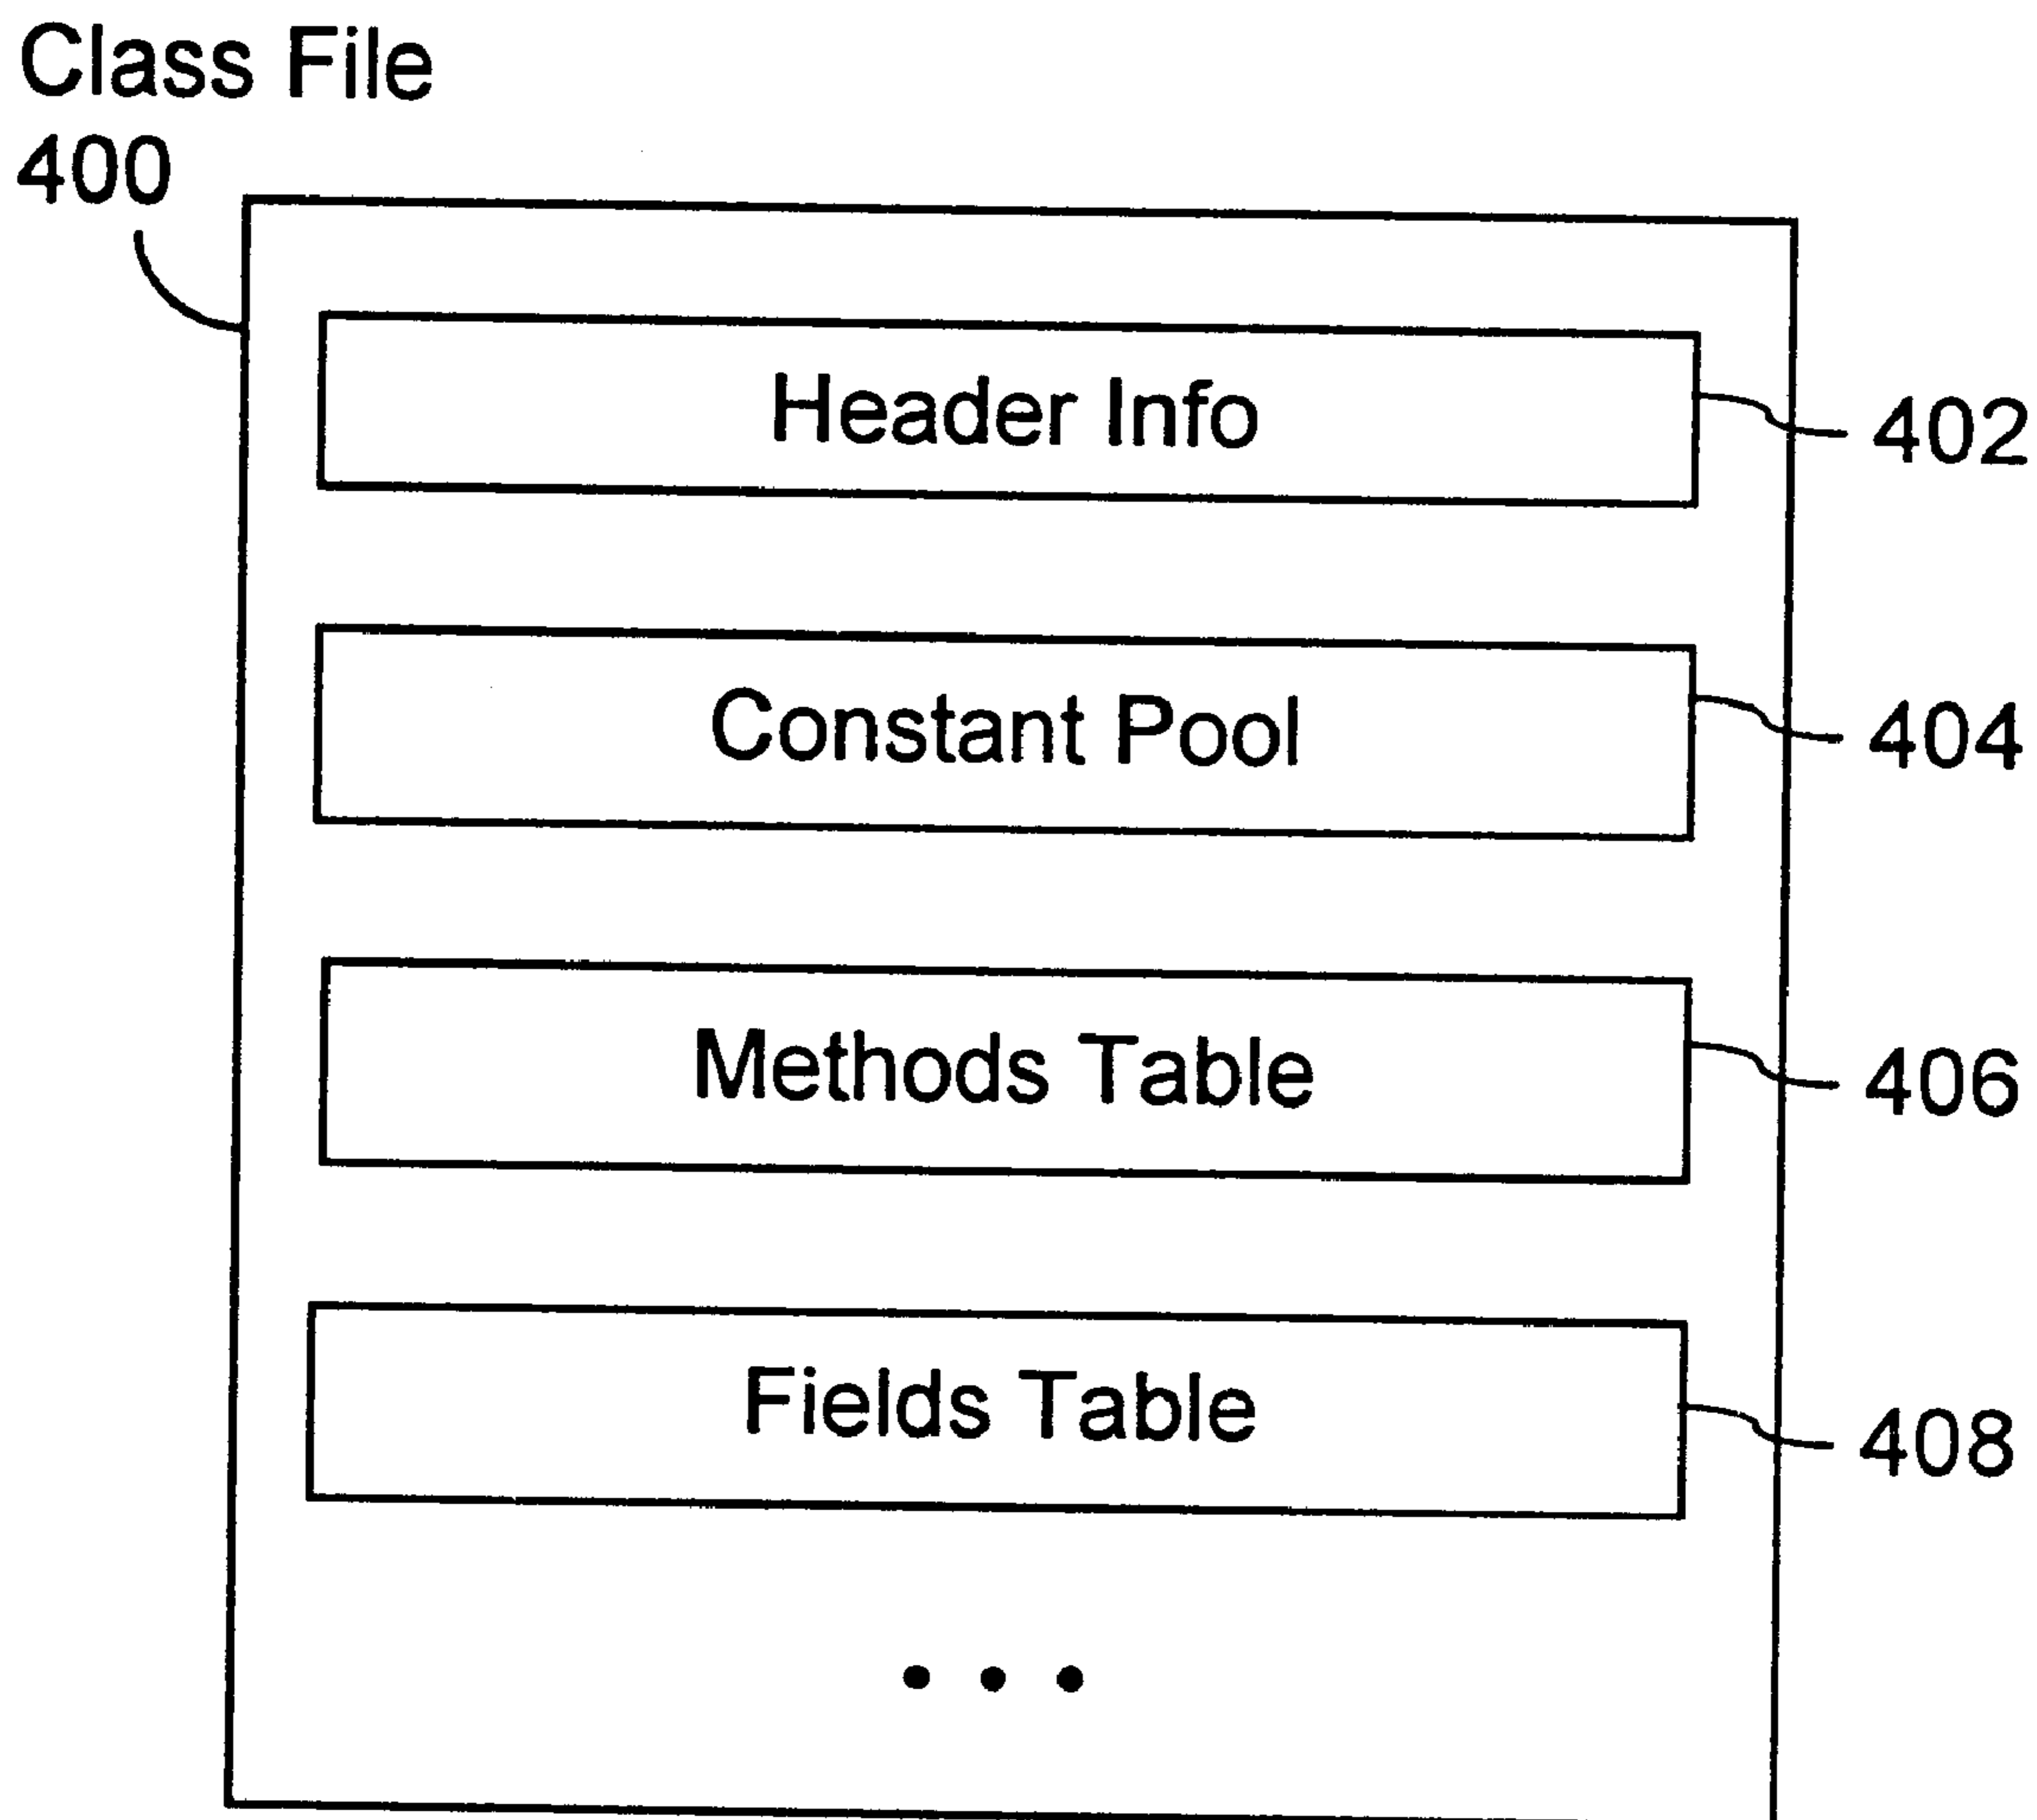 Class File
400
Header Info
402
Constant Pool
404
Methods Table
406
Fields Table
408
• • •